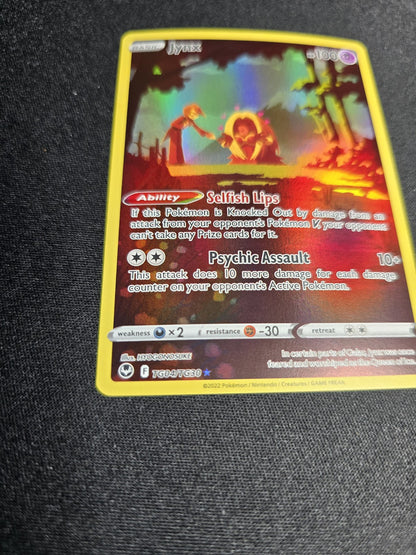 BASIC Jynx HP100
Ability Selfish Lips
If this Pokémon is Knocked Out by damage from an
attack from your opponent's Pokémon V, your opponent
can't take any Prize cards for it.
Psychic Assault 10+
This attack does 10 more damage for each damage
counter on your opponent's Active Pokémon.
weakness ×2 resistance -30 retreat
Illus. HYOGONOSUKE
In certain parts of Galar, Jynx was once
feared and worshiped as the Queen of Ice.
F TG04/TG30
©2022 Pokémon / Nintendo / Creatures / GAME FREAK